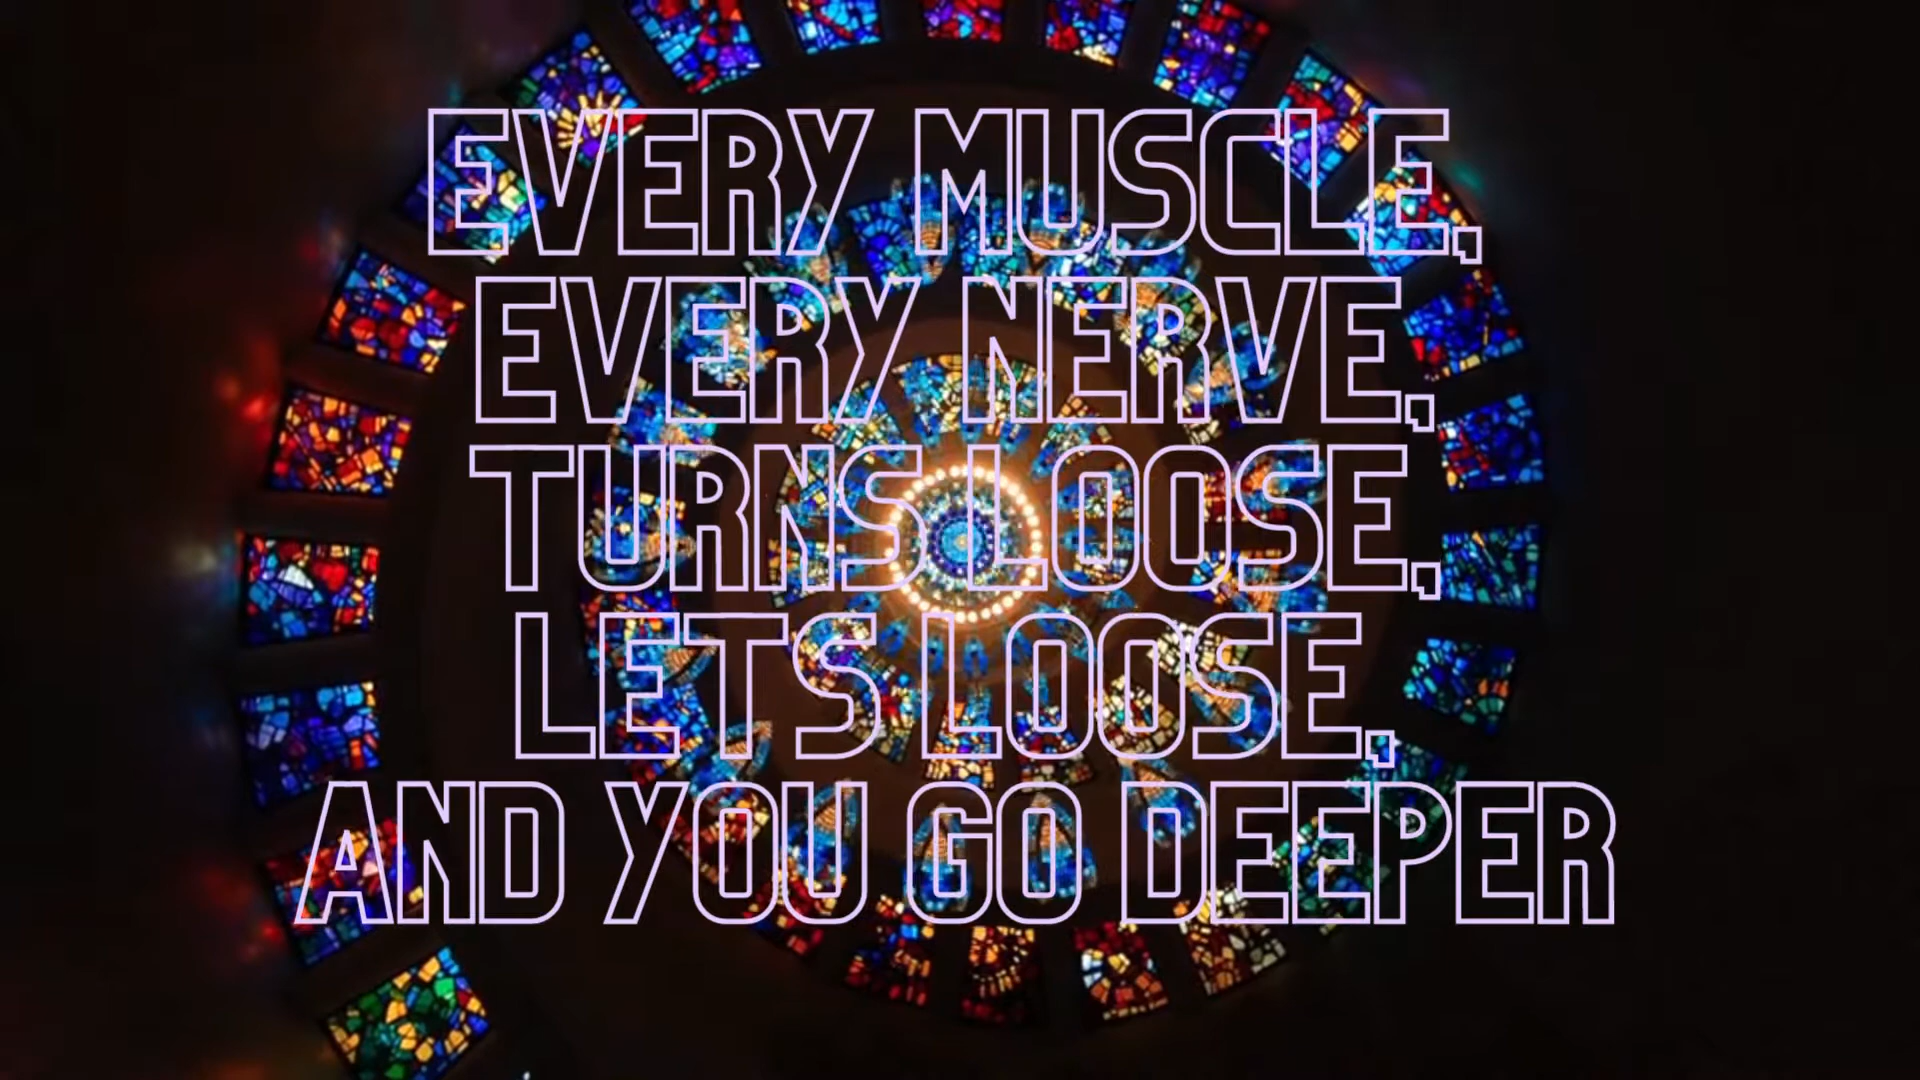 EVERY MUSCLE,
EVERY NERVE,
TURNS LOOSE,
LETS LOOSE,
AND YOU GO DEEPER